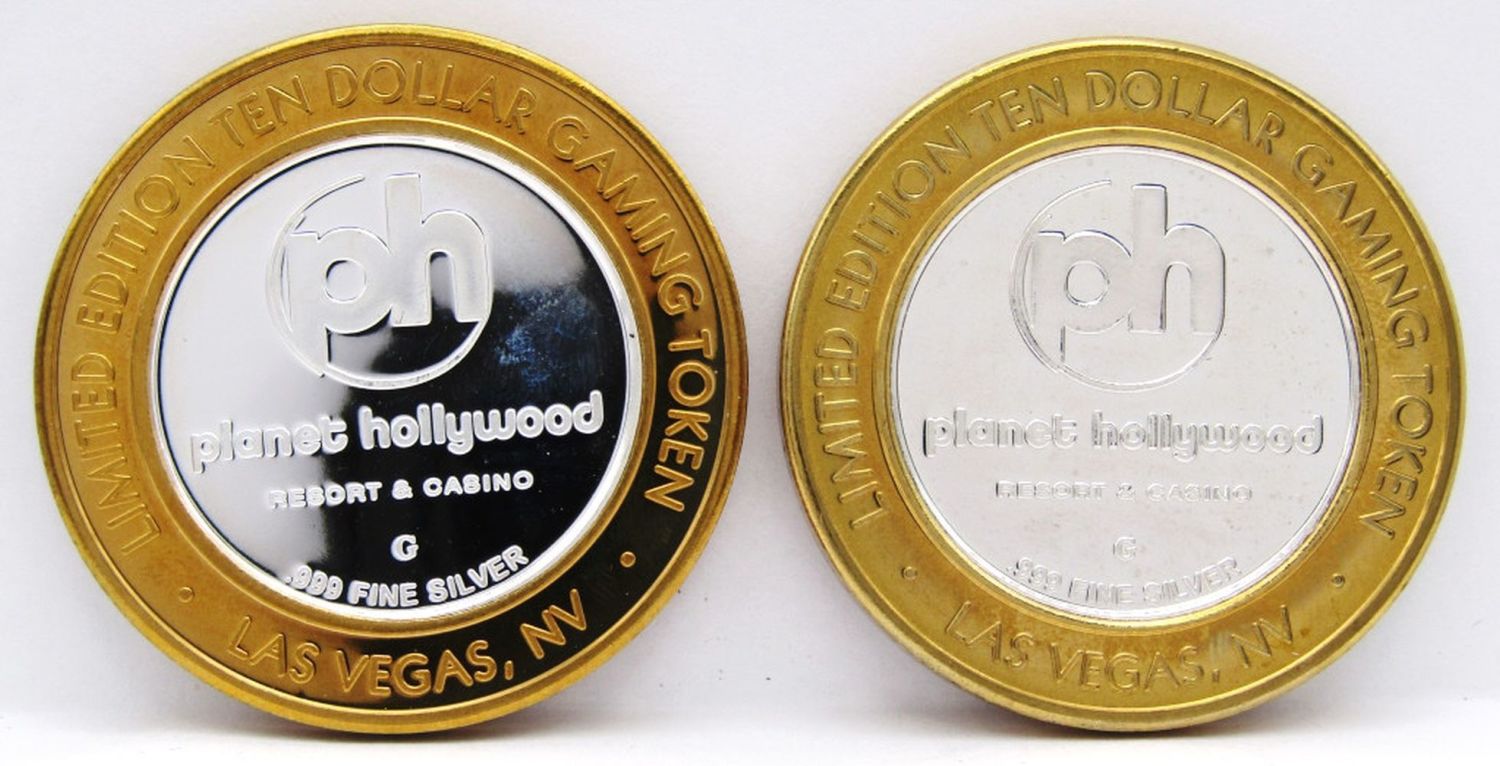 LIMITED EDITION TEN DOLLAR GAMING TOKEN
ph
planet hollywood
RESORT & CASINO
G
.999 FINE SILVER
• LAS VEGAS, NV •
LIMITED EDITION TEN DOLLAR GAMING TOKEN
ph
planet hollywood
RESORT & CASINO
G
.999 FINE SILVER
• LAS VEGAS, NV •